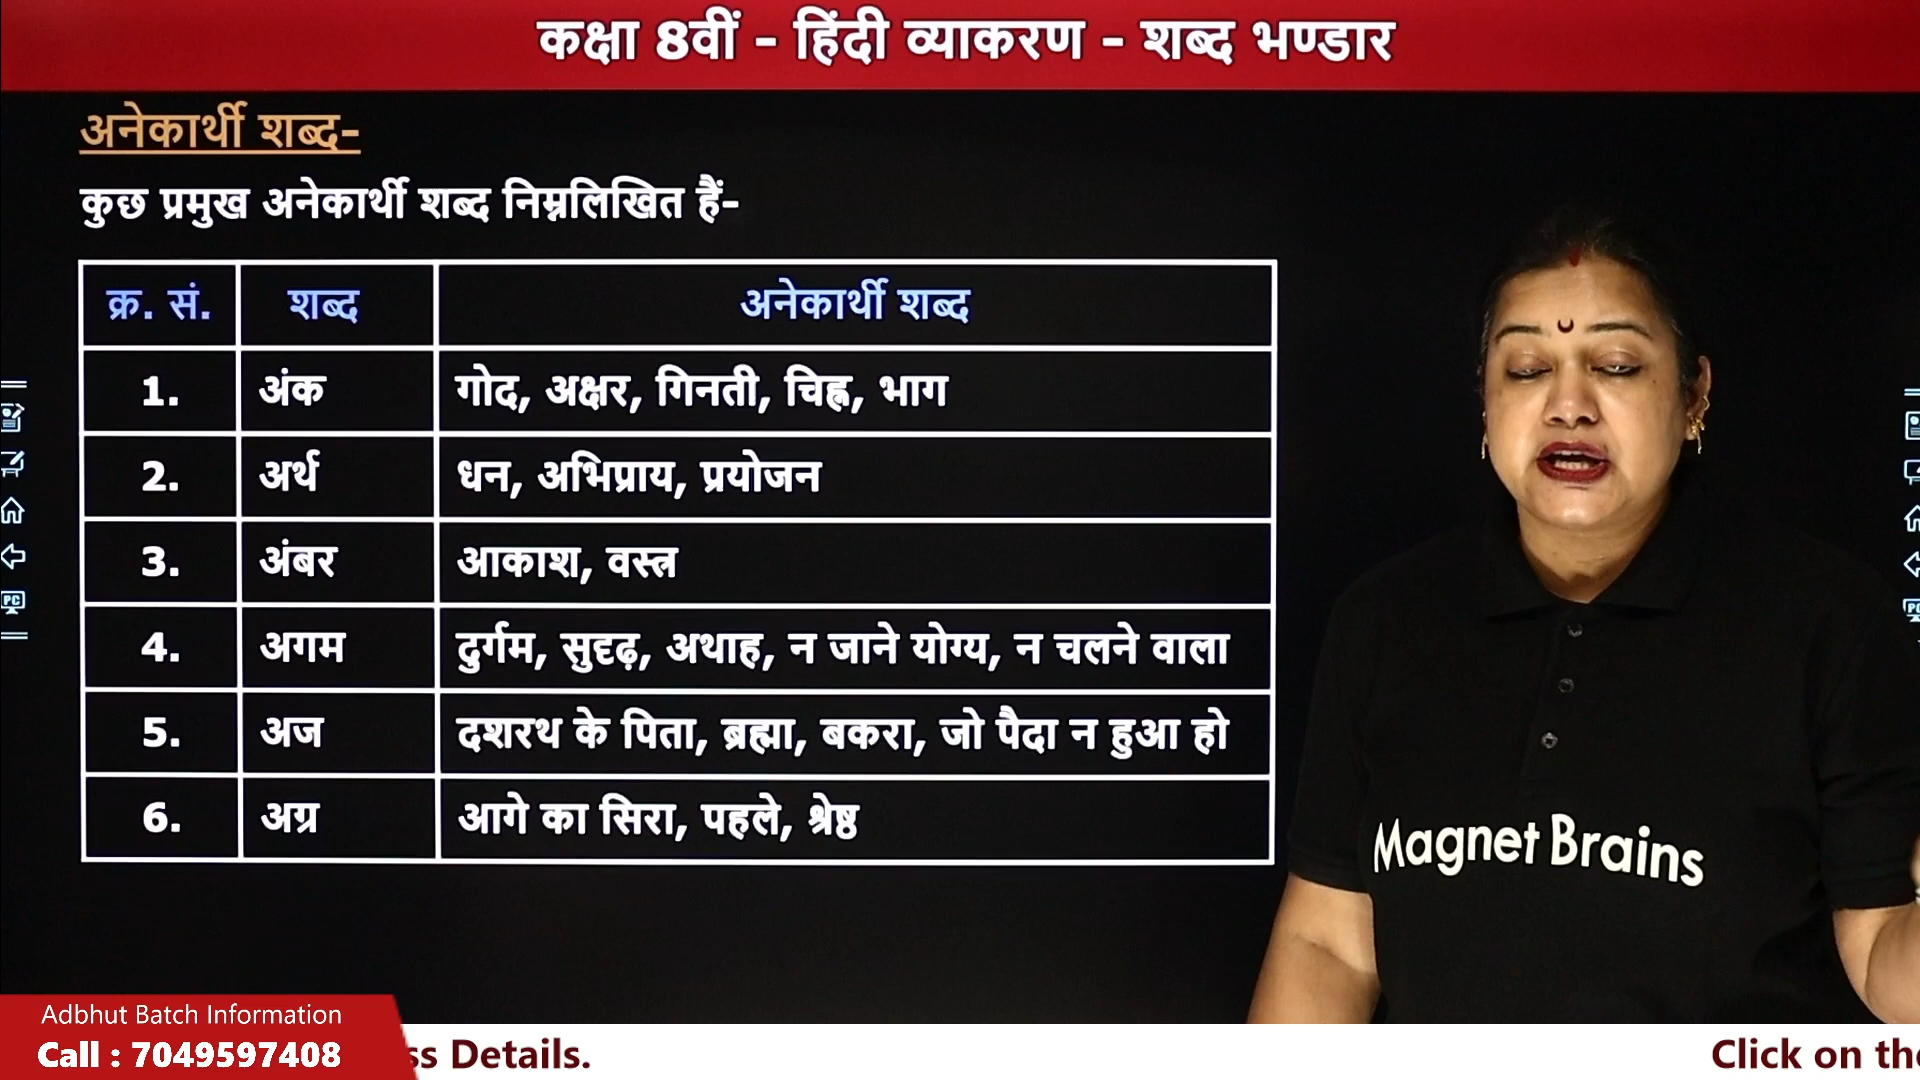 कक्षा 8वीं - हिंदी व्याकरण - शब्द भण्डार
अनेकार्थी शब्द-
कुछ प्रमुख अनेकार्थी शब्द निम्नलिखित हैं-
क्र. सं. शब्द अनेकार्थी शब्द
1. अंक गोद, अक्षर, गिनती, चिह्न, भाग
2. अर्थ धन, अभिप्राय, प्रयोजन
3. अंबर आकाश, वस्त्र
4. अगम दुर्गम, सुदृढ़, अथाह, न जाने योग्य, न चलने वाला
5. अज दशरथ के पिता, ब्रह्मा, बकरा, जो पैदा न हुआ हो
6. अग्र आगे का सिरा, पहले, श्रेष्ठ
PC
Magnet Brains
Adbhut Batch Information
Call : 7049597408
Details. Click on